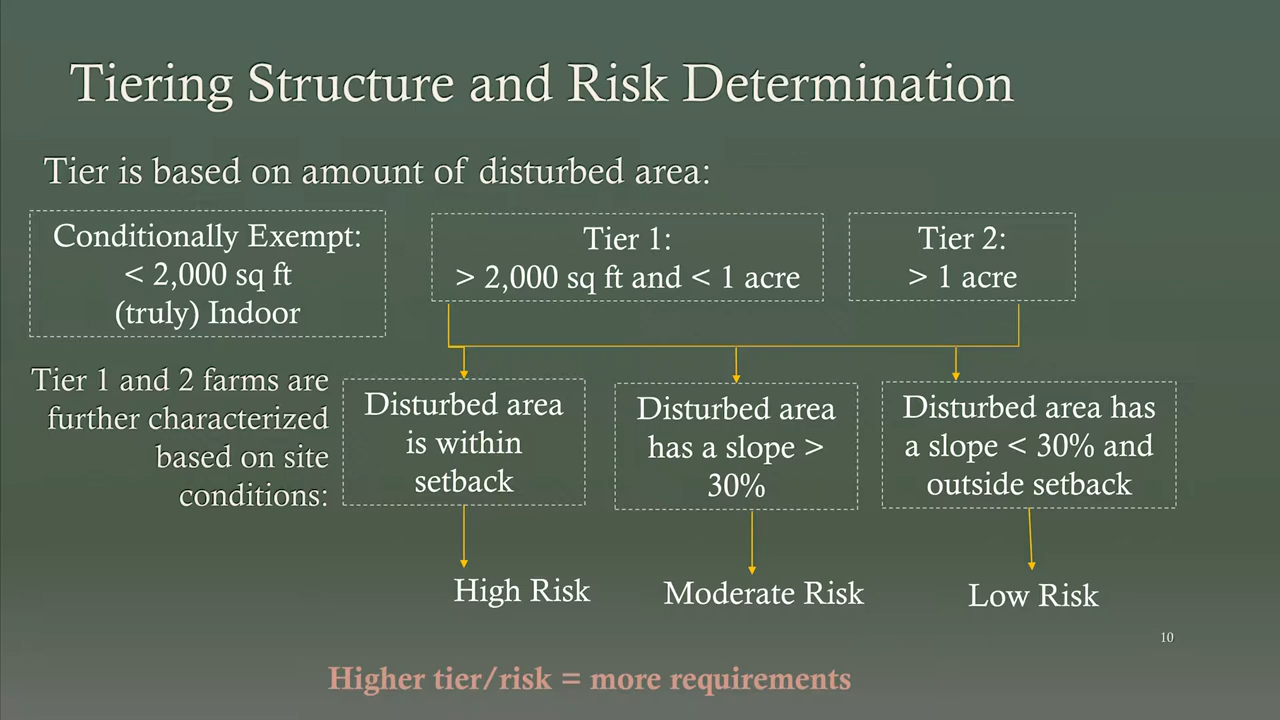 Tiering Structure and Risk Determination
Tier is based on amount of disturbed area:
Conditionally Exempt:
< 2,000 sq ft
(truly) Indoor
Tier 1:
> 2,000 sq ft and < 1 acre
Tier 2:
> 1 acre
Tier 1 and 2 farms are
further characterized
based on site
conditions:
Disturbed area
is within
setback
Disturbed area
has a slope >
30%
Disturbed area has
a slope < 30% and
outside setback
High Risk
Moderate Risk
Low Risk
10
Higher tier/risk = more requirements